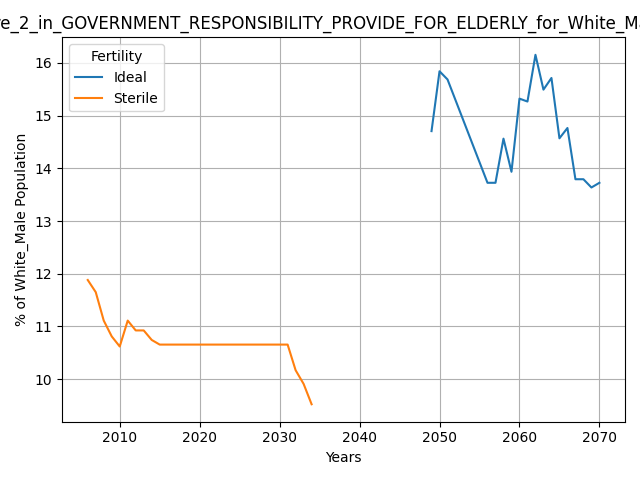 e_2_in_GOVERNMENT_RESPONSIBILITY_PROVIDE_FOR_ELDERLY_for_White_Ma
Fertility
Ideal
Sterile
% of White_Male Population
16
15
14
13
12
11
10
2010 2020 2030 2040 2050 2060 2070
Years